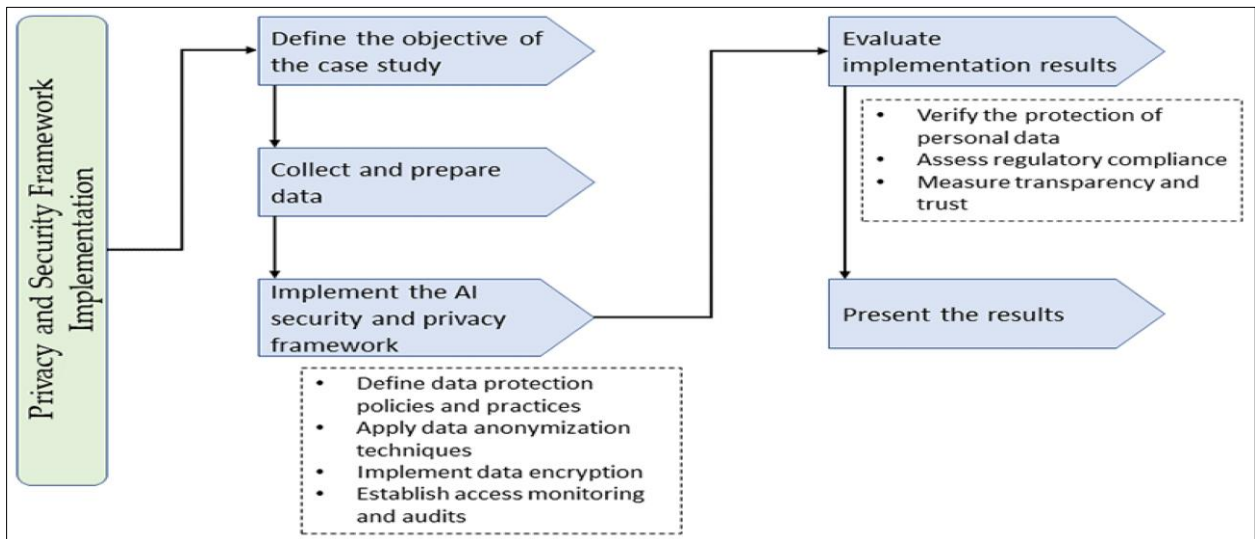 Privacy and Security Framework
Implementation
Define the objective of
the case study
Collect and prepare
data
Implement the AI
security and privacy
framework
• Define data protection
policies and practices
• Apply data anonymization
techniques
• Implement data encryption
• Establish access monitoring
and audits
Evaluate
implementation results
• Verify the protection of
personal data
• Assess regulatory compliance
• Measure transparency and
trust
Present the results